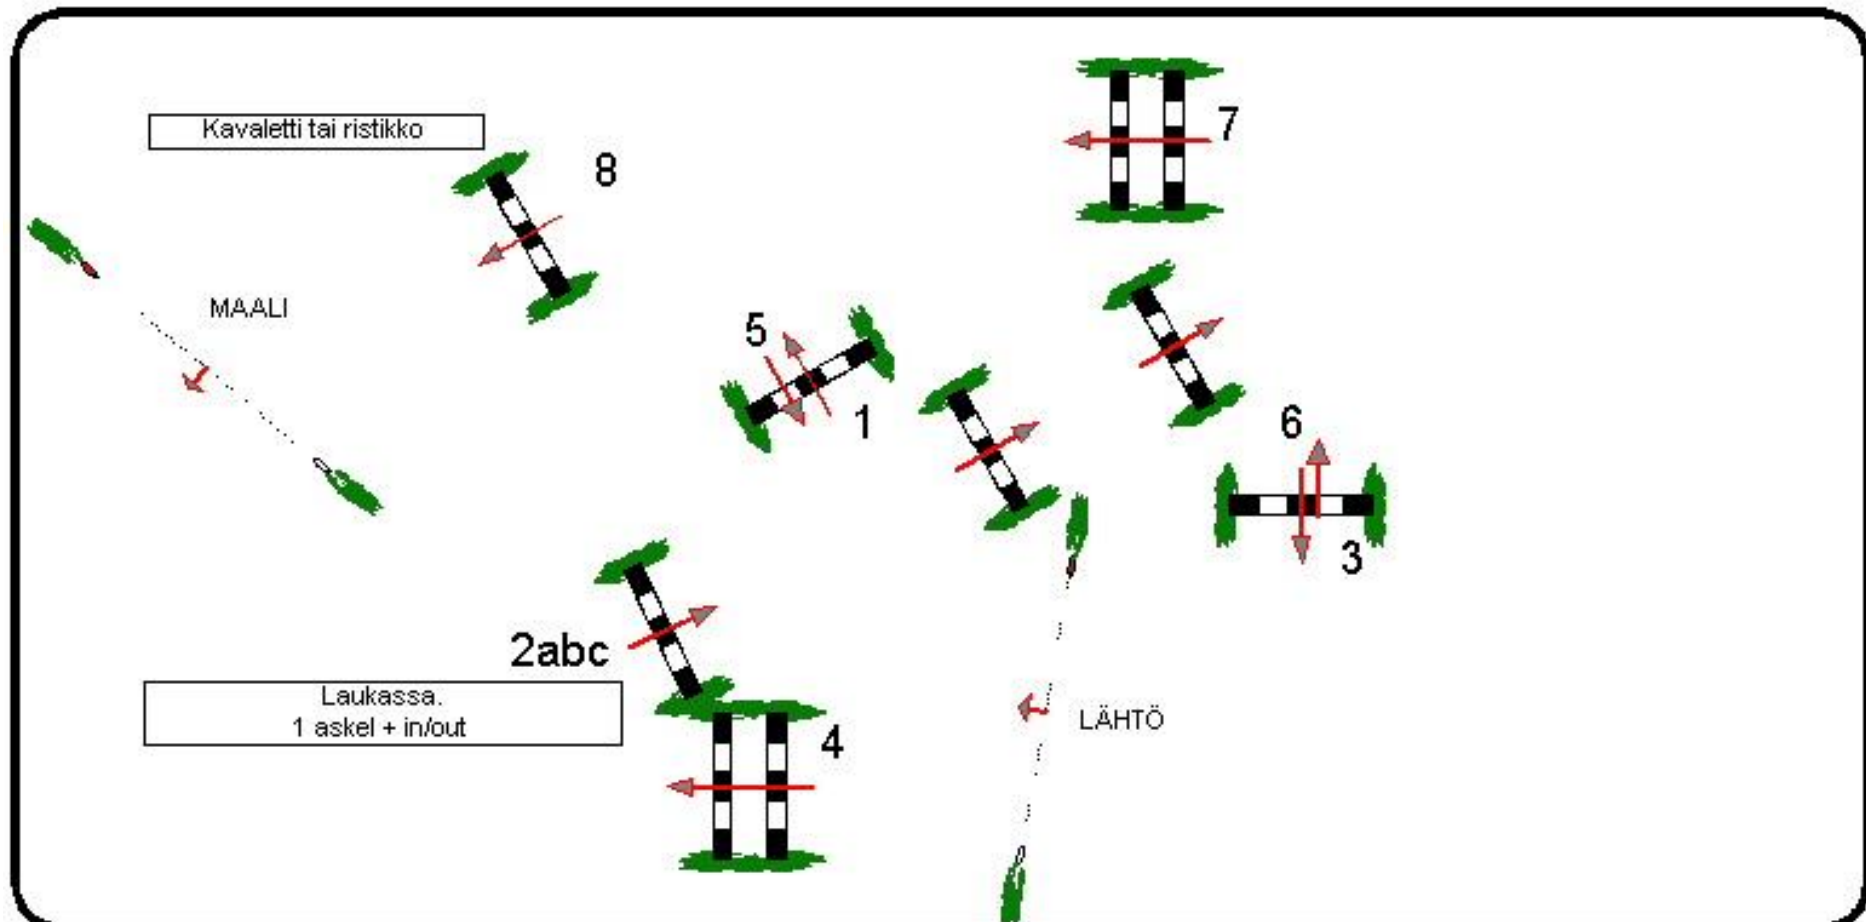 7
Kavaletti tai ristikko
8
MAALI
5
1
6
3
2abc
Laukassa.
1 askel + in/out
4
LÄHTÖ